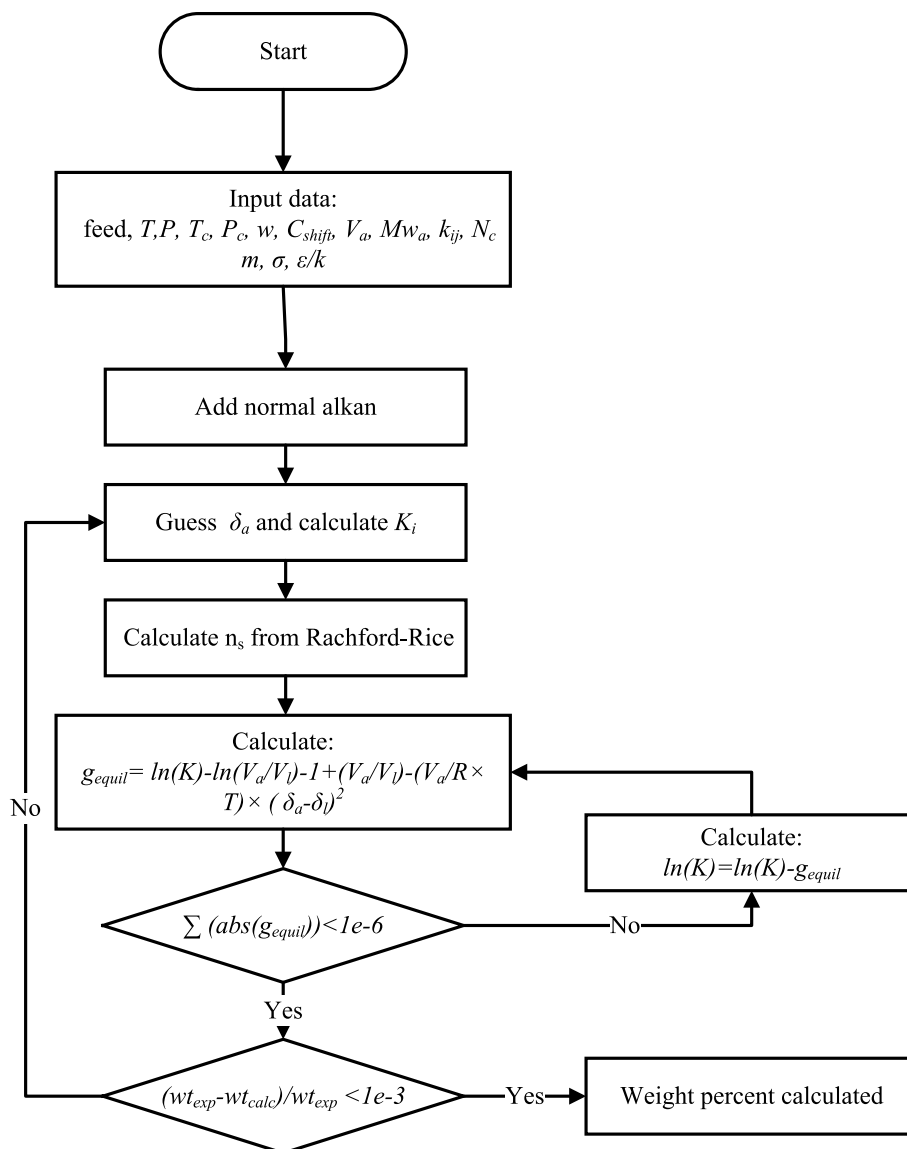 Start
Input data:
feed, T,P, T_c, P_c, w, C_shift, V_a, Mw_a, k_ij, N_c
m, σ, ε/k
Add normal alkan
Guess δ_a and calculate K_i
Calculate n_s from Rachford-Rice
Calculate:
g_equil= ln(K)-ln(V_a/V_l)-1+(V_a/V_l)-(V_a/R×
T)× ( δ_a-δ_l)^2
No
Calculate:
ln(K)=ln(K)-g_equil
∑ (abs(g_equil))<1e-6
No
Yes
(wt_exp-wt_calc)/wt_exp <1e-3
Yes
Weight percent calculated